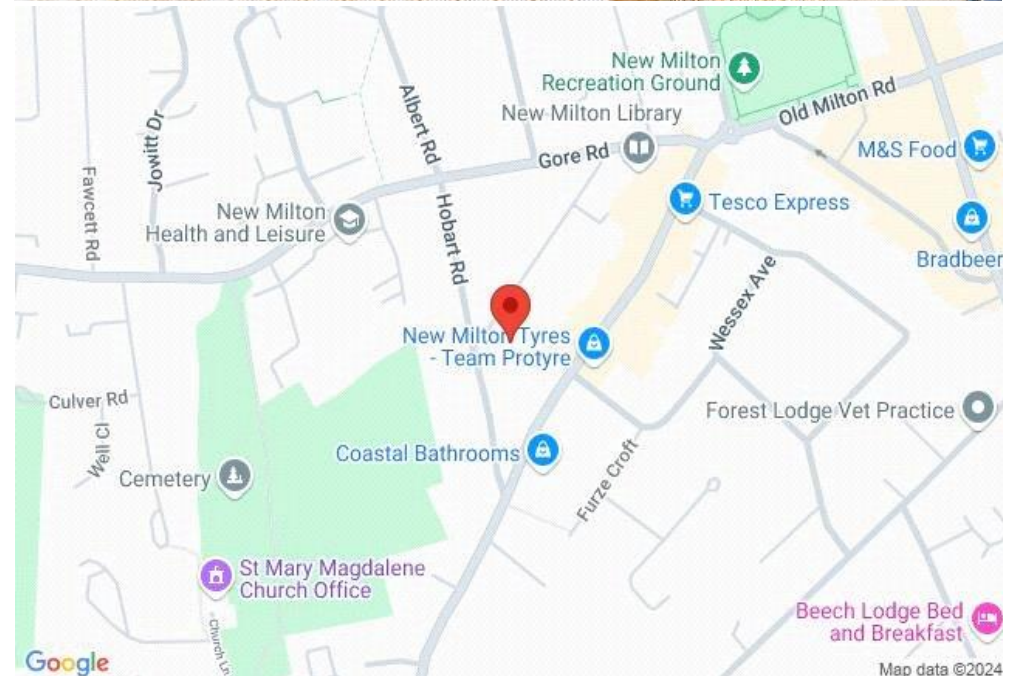 New Milton
Recreation Ground
Old Milton Rd
New Milton Library
Gore Rd
M&S Food
Albert Rd
Jowitt Dr
Fawcett Rd
New Milton
Health and Leisure
Hobart Rd
Tesco Express
Bradbeer
Wessex Ave
New Milton Tyres
- Team Protyre
Culver Rd
Well Cl
Forest Lodge Vet Practice
Coastal Bathrooms
Cemetery
Furze Croft
St Mary Magdalene
Church Office
Church Ln
Beech Lodge Bed
and Breakfast
Google
Map data ©2024